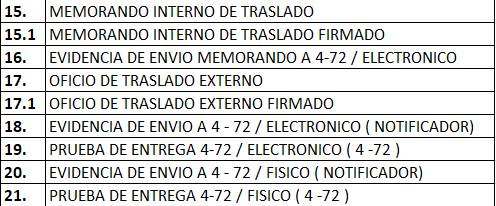 15. MEMORANDO INTERNO DE TRASLADO
15.1 MEMORANDO INTERNO DE TRASLADO FIRMADO
16. EVIDENCIA DE ENVIO MEMORANDO A 4-72 / ELECTRONICO
17. OFICIO DE TRASLADO EXTERNO
17.1 OFICIO DE TRASLADO EXTERNO FIRMADO
18. EVIDENCIA DE ENVIO A 4 - 72 / ELECTRONICO ( NOTIFICADOR)
19. PRUEBA DE ENTREGA 4-72 / ELECTRONICO ( 4 -72 )
20. EVIDENCIA DE ENVIO A 4 - 72 / FISICO ( NOTIFICADOR)
21. PRUEBA DE ENTREGA 4-72 / FISICO ( 4 -72 )